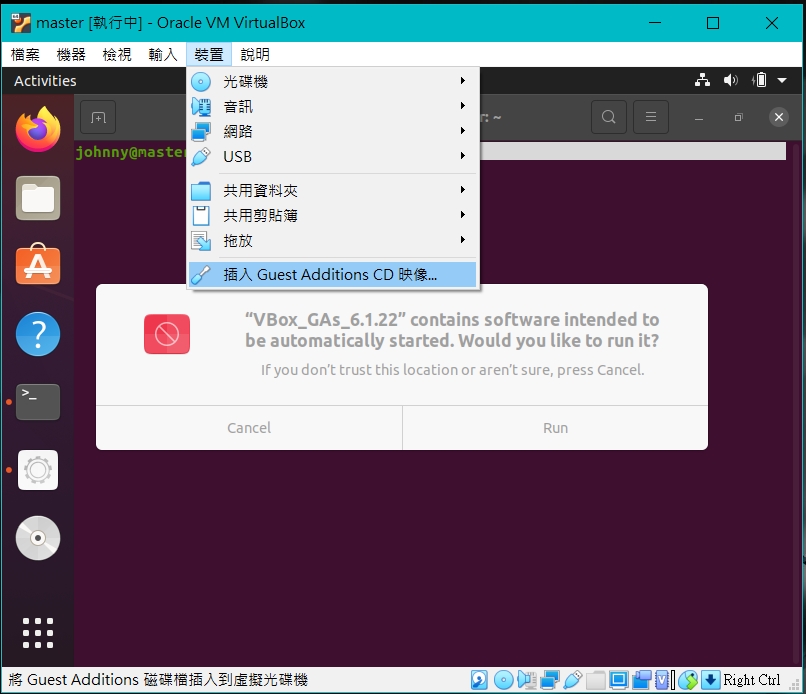 master [執行中] - Oracle VM VirtualBox
檔案 機器 檢視 輸入 裝置 說明
Activities
光碟機
音訊
網路
USB
共用資料夾
共用剪貼簿
拖放
插入 Guest Additions CD 映像...
r: ~
johnny@master
“VBox_GAs_6.1.22” contains software intended to
be automatically started. Would you like to run it?
If you don’t trust this location or aren’t sure, press Cancel.
Cancel Run
將 Guest Additions 磁碟檔插入到虛擬光碟機
Right Ctrl